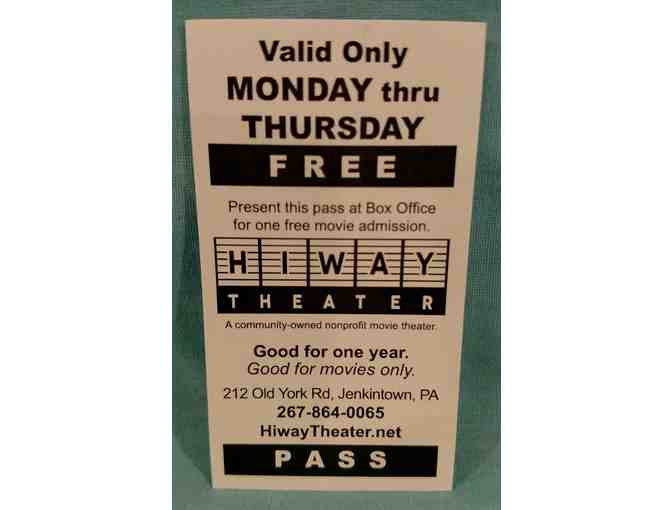 Valid Only
MONDAY thru
THURSDAY
FREE
Present this pass at Box Office
for one free movie admission.
HIWAY
THEATER
A community-owned nonprofit movie theater.
Good for one year.
Good for movies only.
212 Old York Rd, Jenkintown, PA
267-864-0065
HiwayTheater.net
PASS